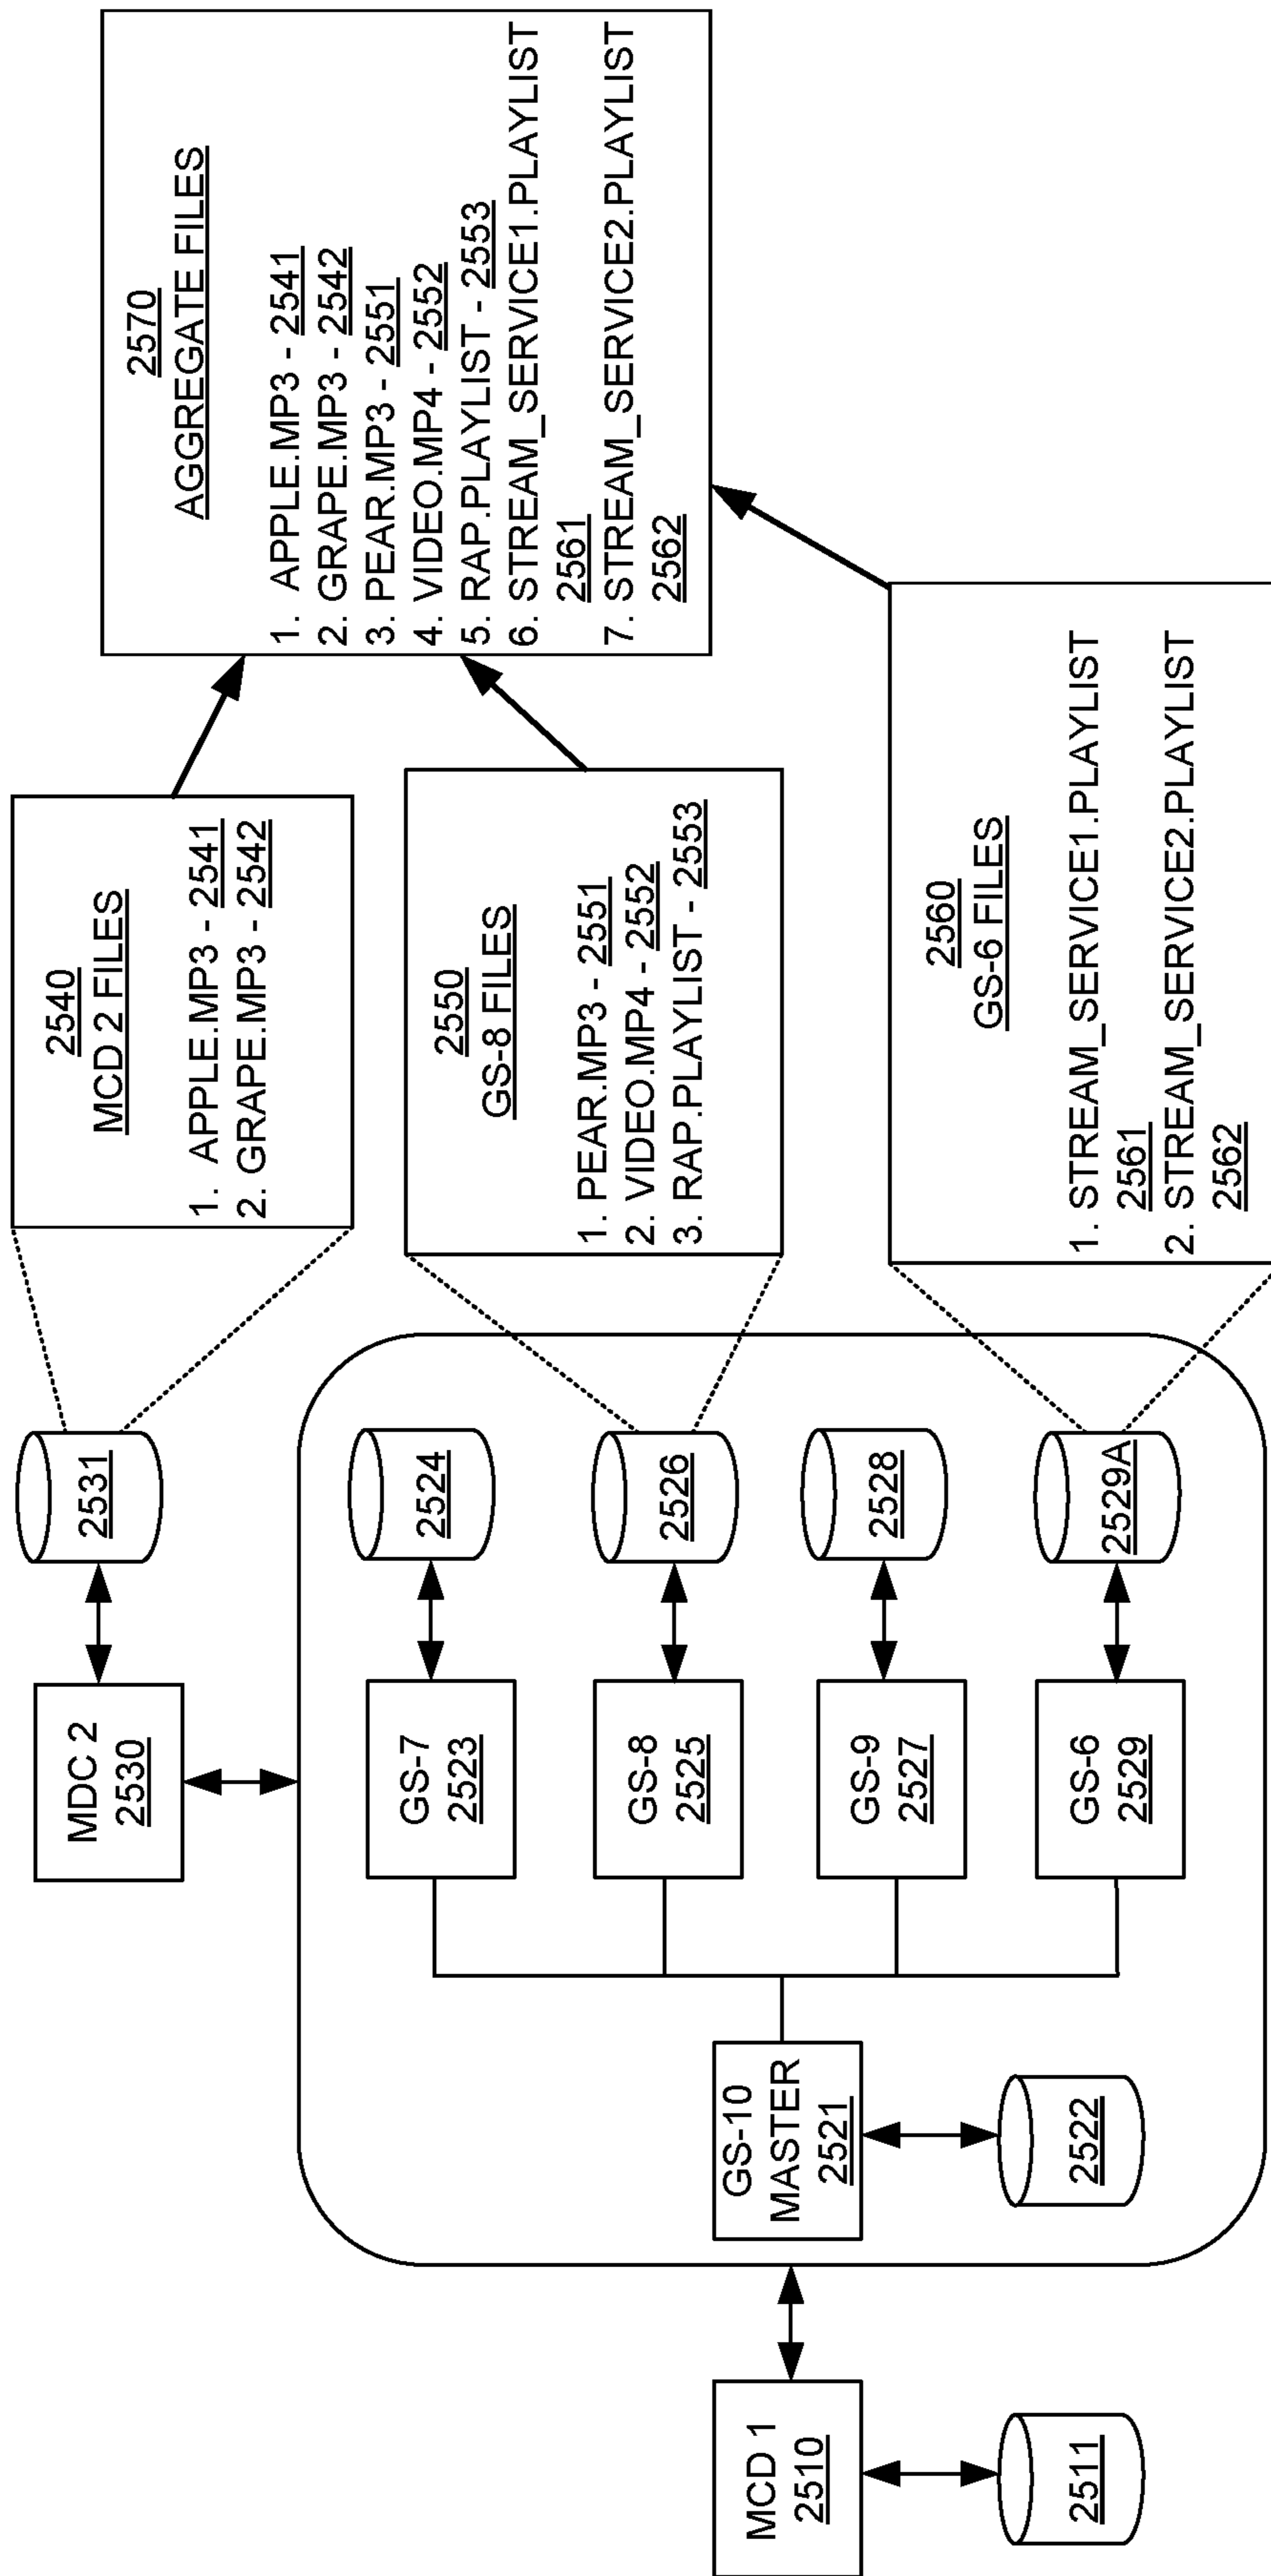 MCD 1
2510
2511
GS-10
MASTER
2521
2522
MDC 2
2530
2531
GS-7
2523
2524
GS-8
2525
2526
GS-9
2527
2528
GS-6
2529
2529A
2540
MCD 2 FILES
1. APPLE.MP3 - 2541
2. GRAPE.MP3 - 2542
2550
GS-8 FILES
1. PEAR.MP3 - 2551
2. VIDEO.MP4 - 2552
3. RAP.PLAYLIST - 2553
2560
GS-6 FILES
1. STREAM_SERVICE1.PLAYLIST
2561
2. STREAM_SERVICE2.PLAYLIST
2562
2570
AGGREGATE FILES
1. APPLE.MP3 - 2541
2. GRAPE.MP3 - 2542
3. PEAR.MP3 - 2551
4. VIDEO.MP4 - 2552
5. RAP.PLAYLIST - 2553
6. STREAM_SERVICE1.PLAYLIST
2561
7. STREAM_SERVICE2.PLAYLIST
2562